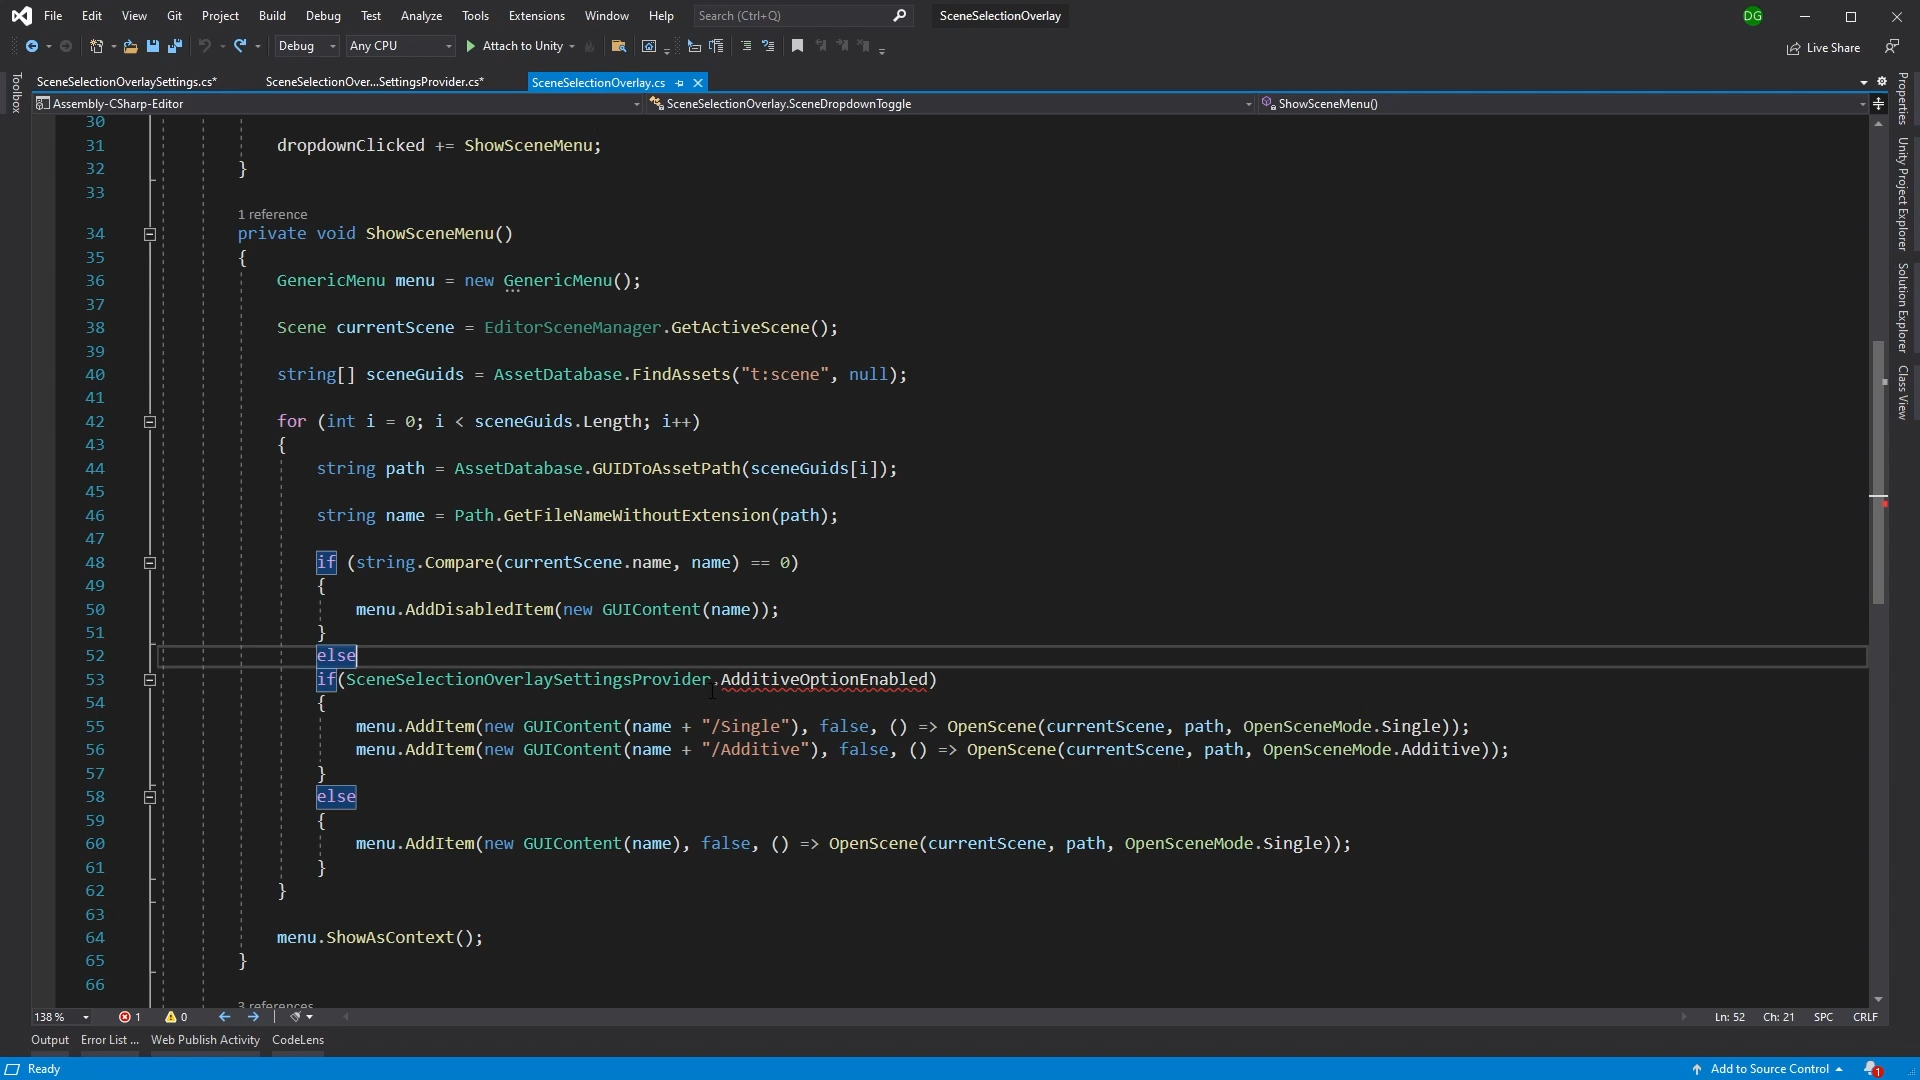 File Edit View Git Project Build Debug Test Analyze Tools Extensions Window Help Search (Ctrl+Q) SceneSelectionOverlay DG
Debug Any CPU Attach to Unity Live Share
SceneSelectionOverlaySettings.cs* SceneSelectionOver...SettingsProvider.cs* SceneSelectionOverlay.cs
Assembly-CSharp-Editor SceneSelectionOverlay.SceneDropdownToggle ShowSceneMenu()
Toolbox
Properties
Unity Project Explorer
Solution Explorer
Class View
30
31 dropdownClicked += ShowSceneMenu;
32 }
33
1 reference
34 private void ShowSceneMenu()
35 {
36 GenericMenu menu = new GenericMenu();
37
38 Scene currentScene = EditorSceneManager.GetActiveScene();
39
40 string[] sceneGuids = AssetDatabase.FindAssets("t:scene", null);
41
42 for (int i = 0; i < sceneGuids.Length; i++)
43 {
44 string path = AssetDatabase.GUIDToAssetPath(sceneGuids[i]);
45
46 string name = Path.GetFileNameWithoutExtension(path);
47
48 if (string.Compare(currentScene.name, name) == 0)
49 {
50 menu.AddDisabledItem(new GUIContent(name));
51 }
52 else
53 if(SceneSelectionOverlaySettingsProvider.AdditiveOptionEnabled)
54 {
55 menu.AddItem(new GUIContent(name + "/Single"), false, () => OpenScene(currentScene, path, OpenSceneMode.Single));
56 menu.AddItem(new GUIContent(name + "/Additive"), false, () => OpenScene(currentScene, path, OpenSceneMode.Additive));
57 }
58 else
59 {
60 menu.AddItem(new GUIContent(name), false, () => OpenScene(currentScene, path, OpenSceneMode.Single));
61 }
62 }
63
64 menu.ShowAsContext();
65 }
66
3 references
138 % 1 0 Ln: 52 Ch: 21 SPC CRLF
Output Error List ... Web Publish Activity CodeLens
Ready Add to Source Control 1